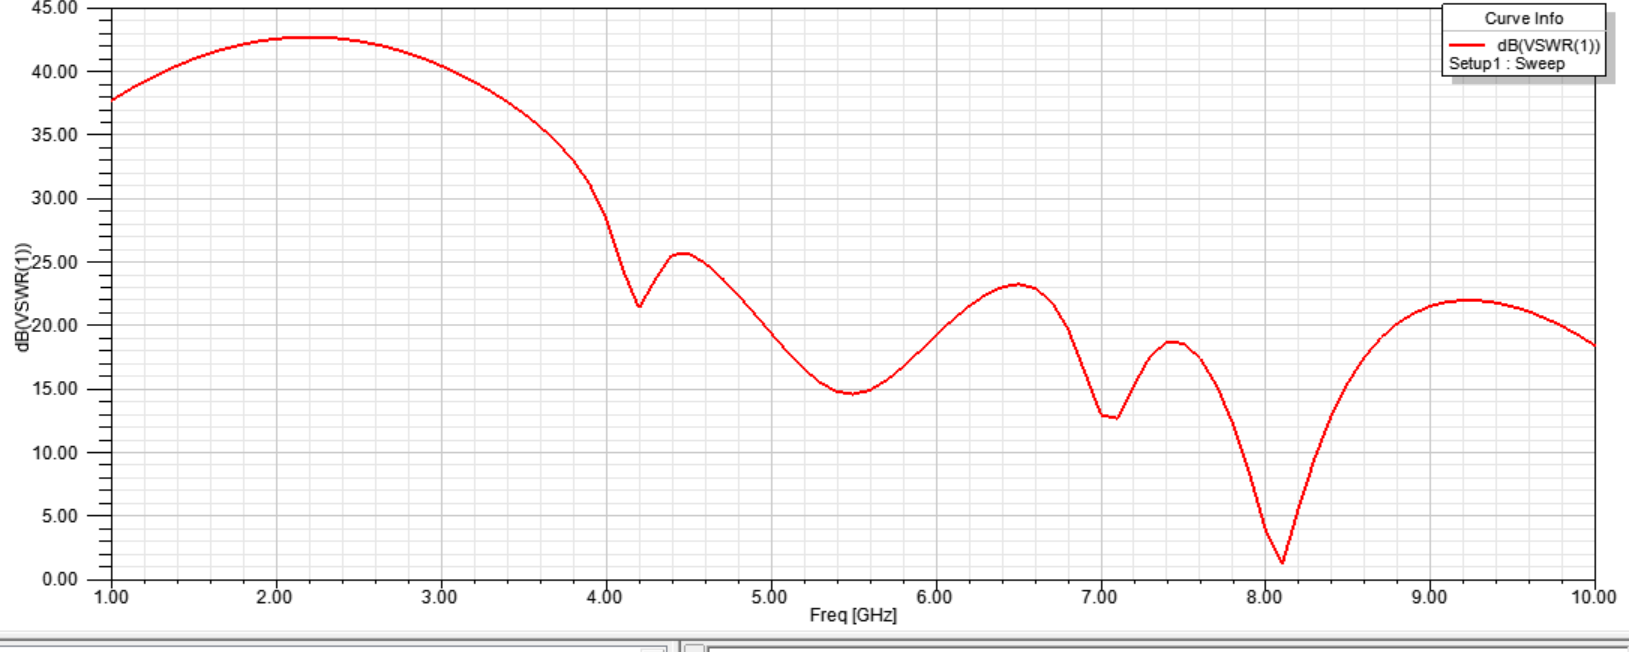 45.00
40.00
35.00
30.00
25.00
20.00
15.00
10.00
5.00
0.00
dB(VSWR(1))
1.00 2.00 3.00 4.00 5.00 6.00 7.00 8.00 9.00 10.00
Freq [GHz]
Curve Info
dB(VSWR(1))
Setup1 : Sweep